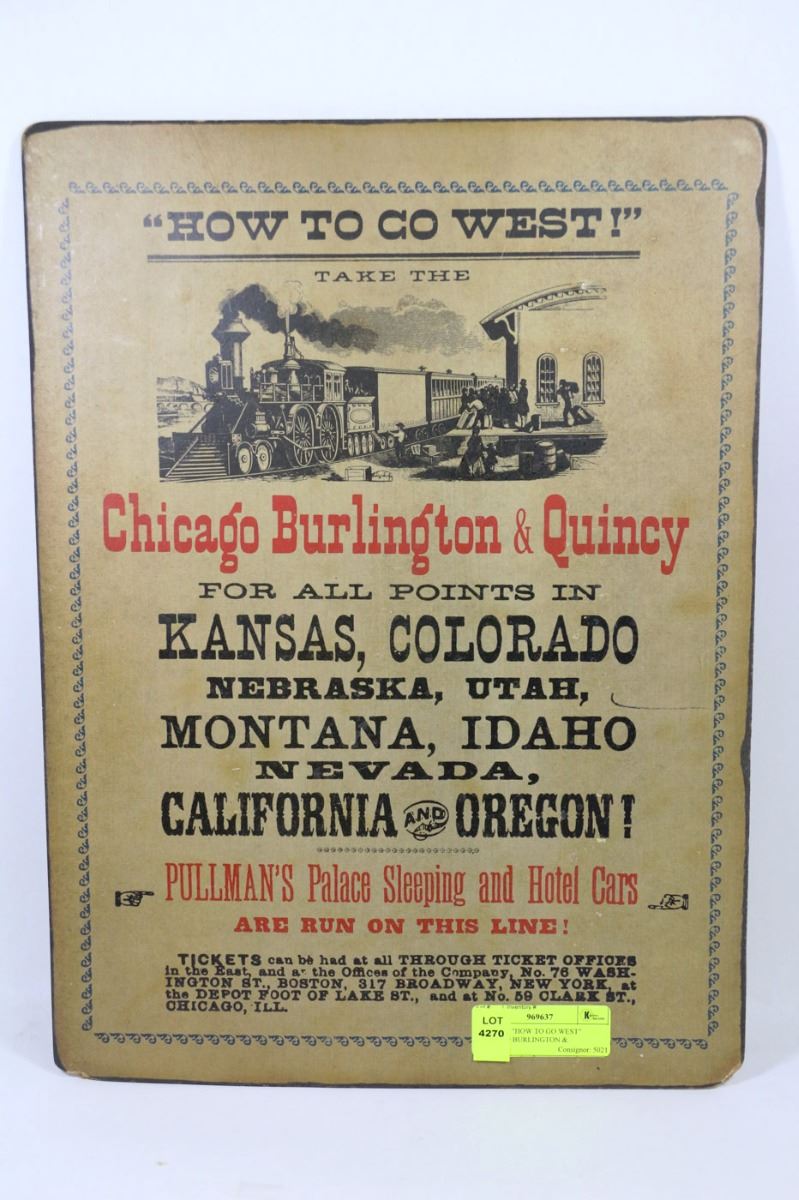 “HOW TO GO WEST!”
TAKE THE
Chicago Burlington & Quincy
FOR ALL POINTS IN
KANSAS, COLORADO
NEBRASKA, UTAH,
MONTANA, IDAHO
NEVADA,
CALIFORNIA AND OREGON!
PULLMAN'S Palace Sleeping and Hotel Cars
ARE RUN ON THIS LINE!
TICKETS can be had at all THROUGH TICKET OFFICES
in the East, and at the Offices of the Company, No. 76 WASH-
INGTON ST., BOSTON, 317 BROADWAY, NEW YORK, at
the DEPOT FOOT OF LAKE ST., and at No. 59 CLARK ST.,
CHICAGO, ILL.
Inventory #
LOT 969637
4270 "HOW TO GO WEST"
BURLINGTON &
Consignor: 5021